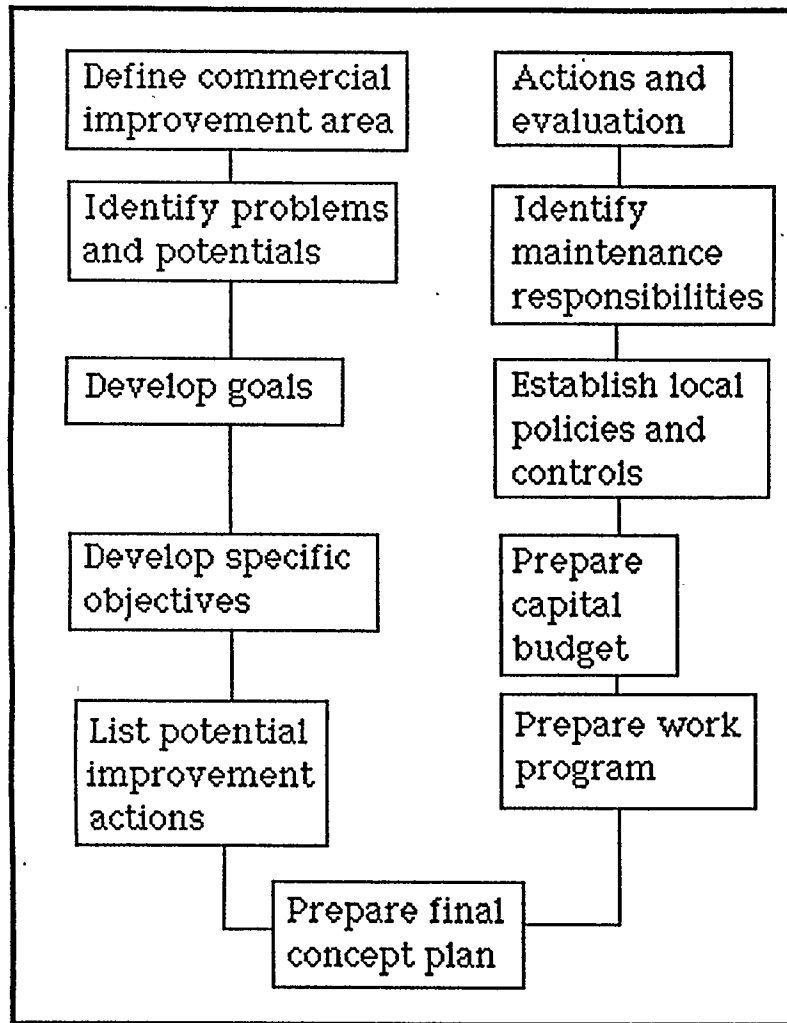 Define commercial
improvement area
Identify problems
and potentials
Develop goals
Develop specific
objectives
List potential
improvement
actions
Prepare final
concept plan
Actions and
evaluation
Identify
maintenance
responsibilities
Establish local
policies and
controls
Prepare
capital
budget
Prepare work
program